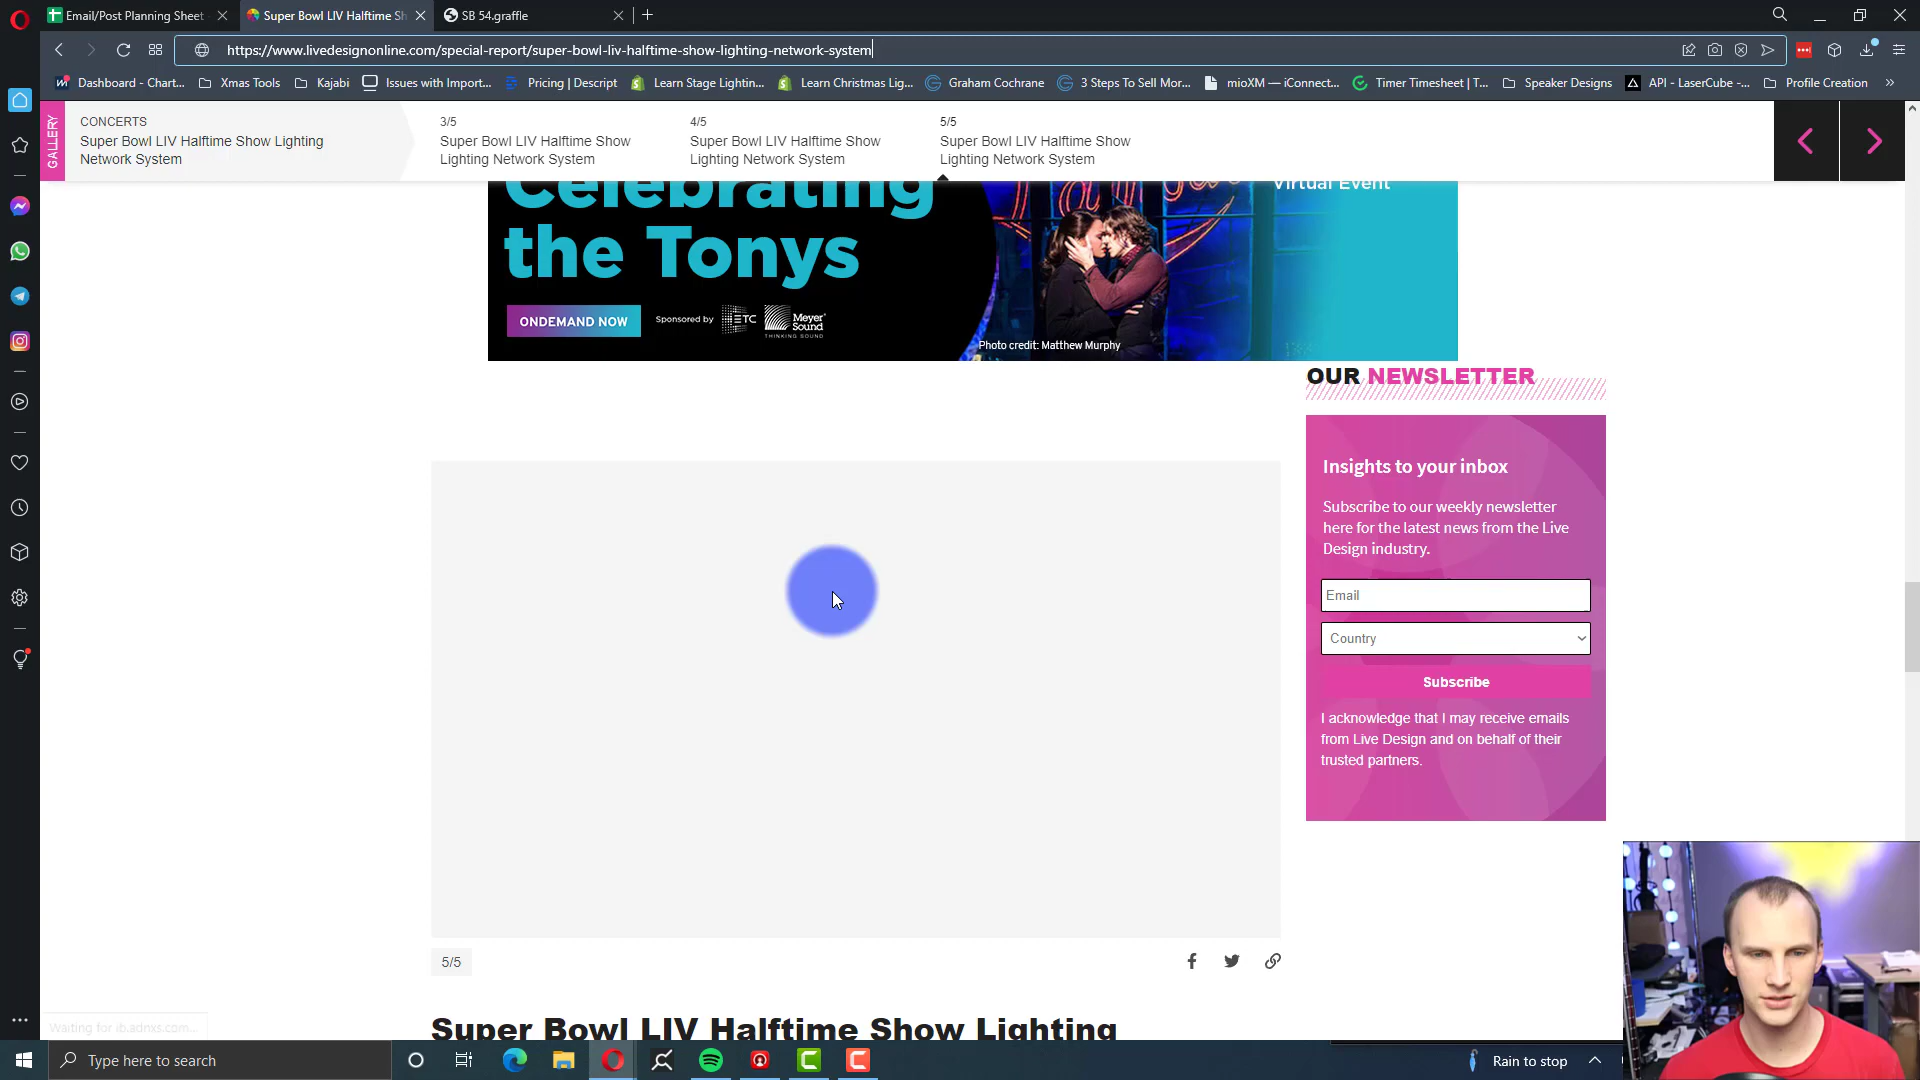 Email/Post Planning Sheet
Super Bowl LIV Halftime Sh
SB 54.graffle
https://www.livedesignonline.com/special-report/super-bowl-liv-halftime-show-lighting-network-system
Dashboard - Chart...
Xmas Tools
Kajabi
Issues with Import...
Pricing | Descript
Learn Stage Lightin...
Learn Christmas Lig...
Graham Cochrane
3 Steps To Sell Mor...
mioXM — iConnect...
Timer Timesheet | T...
Speaker Designs
API - LaserCube -...
Profile Creation
GALLERY
CONCERTS
Super Bowl LIV Halftime Show Lighting
Network System
3/5
Super Bowl LIV Halftime Show
Lighting Network System
4/5
Super Bowl LIV Halftime Show
Lighting Network System
5/5
Super Bowl LIV Halftime Show
Lighting Network System
Celebrating
the Tonys
Virtual Event
ONDEMAND NOW
Sponsored by
ETC
Meyer
Sound
THINKING SOUND
Photo credit: Matthew Murphy
OUR NEWSLETTER
Insights to your inbox
Subscribe to our weekly newsletter
here for the latest news from the Live
Design industry.
Email
Country
Subscribe
I acknowledge that I may receive emails
from Live Design and on behalf of their
trusted partners.
5/5
Super Bowl LIV Halftime Show Lighting
Waiting for ib.adnxs.com...
Type here to search
Rain to stop